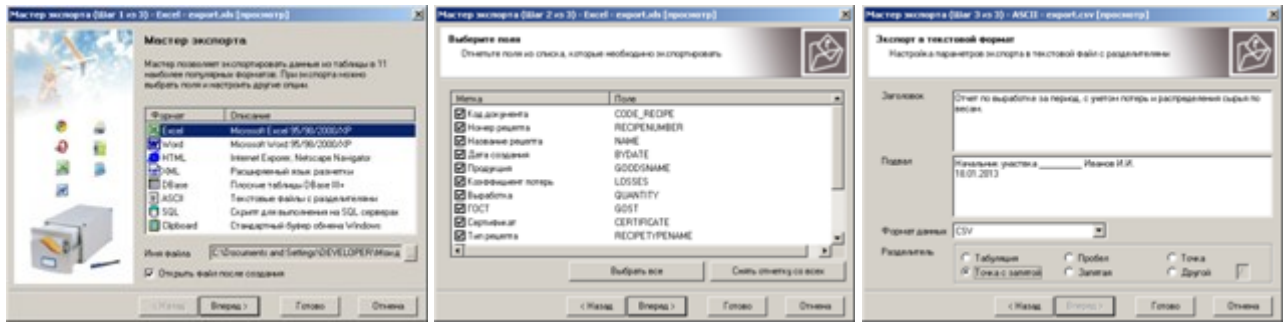 Мастер экспорта (Шаг 1 из 3) - Excel - export.xls [просмотр]
Мастер экспорта
Мастер позволяет экспортировать данные из таблицы в 11
наиболее популярных форматов. При экспорте можно
выбрать поля и настроить другие опции.
Формат Описание
Excel Microsoft Excel 95/98/2000/XP
Word Microsoft Word 95/98/2000/XP
HTML Internet Exporer, Netscape Navigator
XML Расширенный язык разметки
DBase Плоские таблицы DBase III+
ASCII Текстовые файлы с разделителями
SQL Скрипт для выполнения на SQL серверах
Clipboard Стандартный буфер обмена Windows
Имя файла C:\Documents and Settings\DEVELOPER\Мои д ...
Открыть файл после создания
< Назад Вперед > Готово Отмена
Мастер экспорта (Шаг 2 из 3) - Excel - export.xls [просмотр]
Выберите поля
Отметьте поля из списка, которые необходимо экспортировать
Метка Поле
Код документа CODE_RECIPE
Номер рецепта RECIPENUMBER
Название рецепта NAME
Дата создания BYDATE
Продукция GOODSNAME
Коэффициент потерь LOSSES
Выработка QUANTITY
ГОСТ GOST
Сертификат CERTIFICATE
Тип рецепта RECIPETYPENAME
Выбрать все Снять отметку со всех
< Назад Вперед > Готово Отмена
Мастер экспорта (Шаг 3 из 3) - ASCII - export.csv [просмотр]
Экспорт в текстовой формат
Настройка параметров экспорта в текстовой файл с разделителями
Заголовок Отчет по выработке за период, с учетом потерь и распределения сырья по
весам.
Подвал Начальник участка __________ Иванов И.И.
18.01.2013
Формат данных CSV
Разделитель Табуляция Пробел Точка
Точка с запятой Запятая Другой /
< Назад Вперед > Готово Отмена